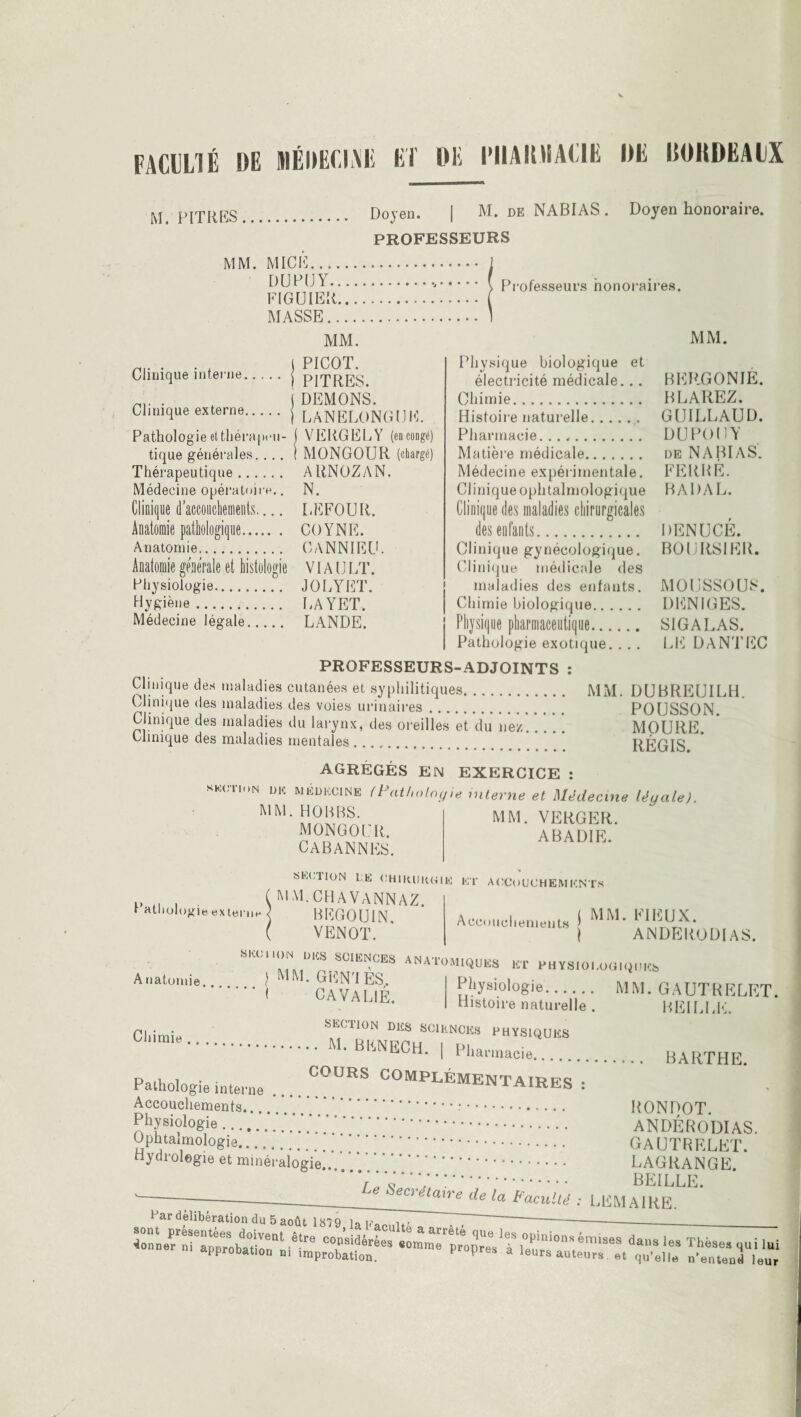 FACULTÉ DE MÉDECINE ET DE PHARMACIE DE BORDEAUX
M. PITRES.............. Doyen. | M. DE NABIAS. Doyen honoraire.
PROFESSEURS
MM. MICÉ.................
DUPUY.................
FIGUIER...............
MASSE.................
Professeurs honoraires.
MM.
Clinique interne..... PICOT.
PITRES.
Clinique externe..... DEMONS.
LANELONGUE.
Pathologie et thérapeu- VERGELY (en congé)
tique générales.... MONGOUR (chargé)
Thérapeutique...... ARNOZAN.
Médecine opératoire.. N.
Clinique d'accouchements.... LEFOUR.
Anatomie pathologique...... COYNE.
Anatomie........... CANNIEU.
Anatomie générale et histologie VIAULT.
Physiologie......... JOLYET.
Hygiène........... LAYET.
Médecine légale..... LANDE.
MM.
Physique biologique et
électricité médicale... BERGONIÉ.
Chimie............. BLAREZ.
Histoire naturelle...... GUILLAUD.
Pharmacie.......... DUPOUY
Matière médicale....... DE NABIAS.
Médecine expérimentale. FERRÉ.
Clinique ophtalmologique BADAL.
Clinique des maladies chirurgicales
des enfants............ DENUCÉ.
Clinique gynécologique. BOURSIER.
Clinique médicale des
maladies des enfants. MOUSSOUS.
Chimie biologique...... DENIGES.
Physique pharmaceutique...... SIGALAS.
Pathologie exotique.... LE DANTEC
PROFESSEURS-ADJOINTS :
Clinique des maladies cutanées et syphilitiques............ MM. DUBREUILH.
Clinique des maladies des voies urinaires................ POUSSON.
Clinique des maladies du larynx, des oreilles et du nez..... MOURE.
Clinique des maladies mentales........................ RÉGIS.
AGRÉGÉS EN EXERCICE :
SECTION DE MÉDECINE (Pathologie interne et Médecine légale).
MM. HOBBS.
MONGOUR.
CABANNES.
MM. VERGER.
ABADIE.
SECTION DE CHIRURGIE ET ACCOUCHEMENTS
Pathologie externe MM. CHAVANNAZ.
BEGOUIN.
VENOT.
Accouchements MM. FIEUX.
ANDERODIAS.
SECTION DES SCIENCES ANATOMIQUES ET PHYSIOLOGIQUES
Anatomie....... MM. GENTÈS.
CAVALIÉ.
Physiologie...... MM. GAUTRELET.
Histoire naturelle. BEILLE.
SECTION DES SCIENCES PHYSIQUES
Chimie............. M. BENECH. | Pharmacie............ BARTHE.
COURS COMPLÉMENTAIRES :
Pathologie interne........................ RONDOT.
Accouchements............................ ANDÉRODIAS.
Physiologie............................... GAUTRELET.
Ophtalmologie............................ LAGRANGE.
Hydrologie et minéralogie.................. BEILLE.
Le Secrétaire de la Faculté : LEMAIRE.
Par délibération du 5 août 1879, la Faculté a arrêté que les opinions émises dans les Thèses qui lui
sont présentées doivent être considérées comme propres à leurs auteurs, et qu'elle n'entend leur
donner ni approbation ni improbation.